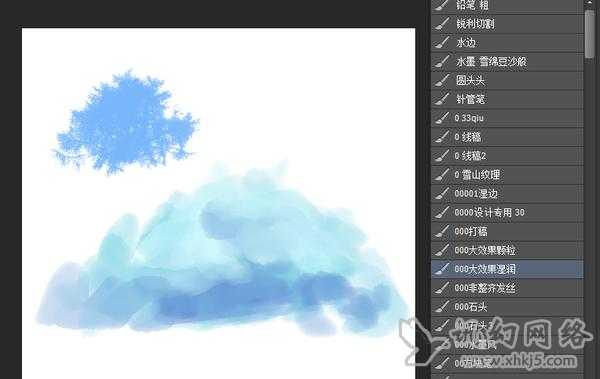 铅笔 粗
锐利切割
水边
水墨 雪绵豆沙般
圆头头
针管笔
0 33qiu
0 线稿
0 线稿2
0 雪山纹理
00001湿边
0000设计专用 30
000打稿
000大效果颗粒
000大效果湿润
000非整齐发丝
000石头
000石头2
000水墨风
网络
www.xhkj5.com